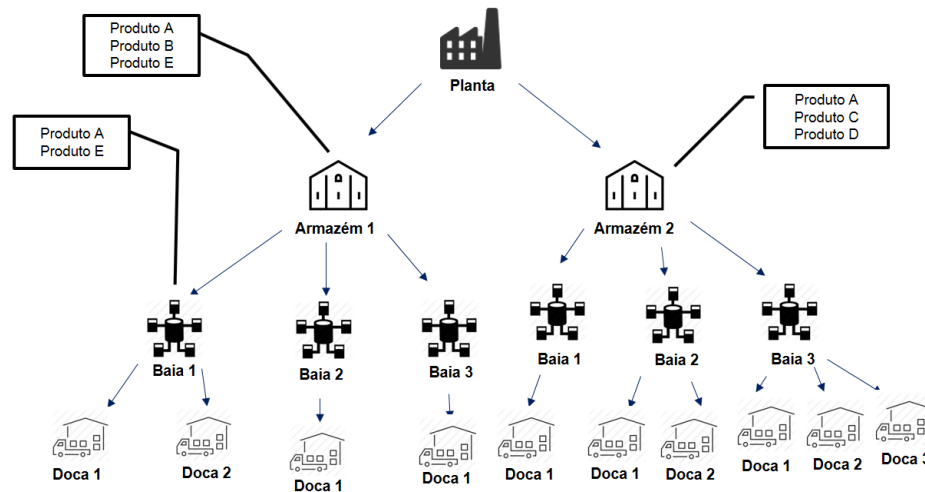 Produto A
Produto B
Produto E
Planta
Produto A
Produto C
Produto D
Produto A
Produto E
Armazém 1
Armazém 2
Baia 1
Baia 2
Baia 3
Baia 1
Baia 2
Baia 3
Doca 1
Doca 2
Doca 1
Doca 1
Doca 1
Doca 1
Doca 2
Doca 1
Doca 2
Doca 3